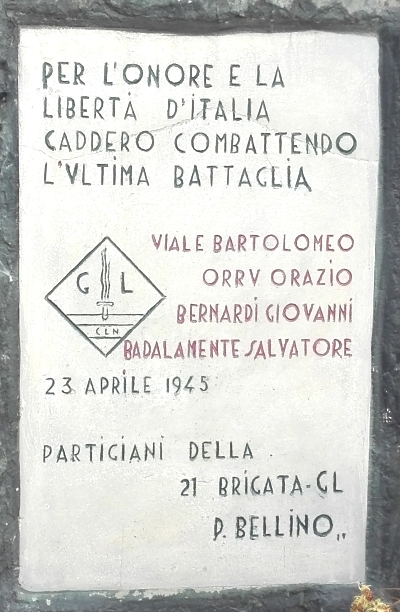 PER L'ONORE E LA
LIBERTÀ D'ITALIA
CADDERO COMBATTENDO
L'VLTIMA BATTAGLIA
VIALE BARTOLOMEO
G L
ORRV ORAZIO
BERNARDI GIOVANNI
CLN
BADALAMENTE SALVATORE
23 APRILE 1945
PARTIGIANI DELLA
21 BRIGATA-GL
P. BELLINO,,